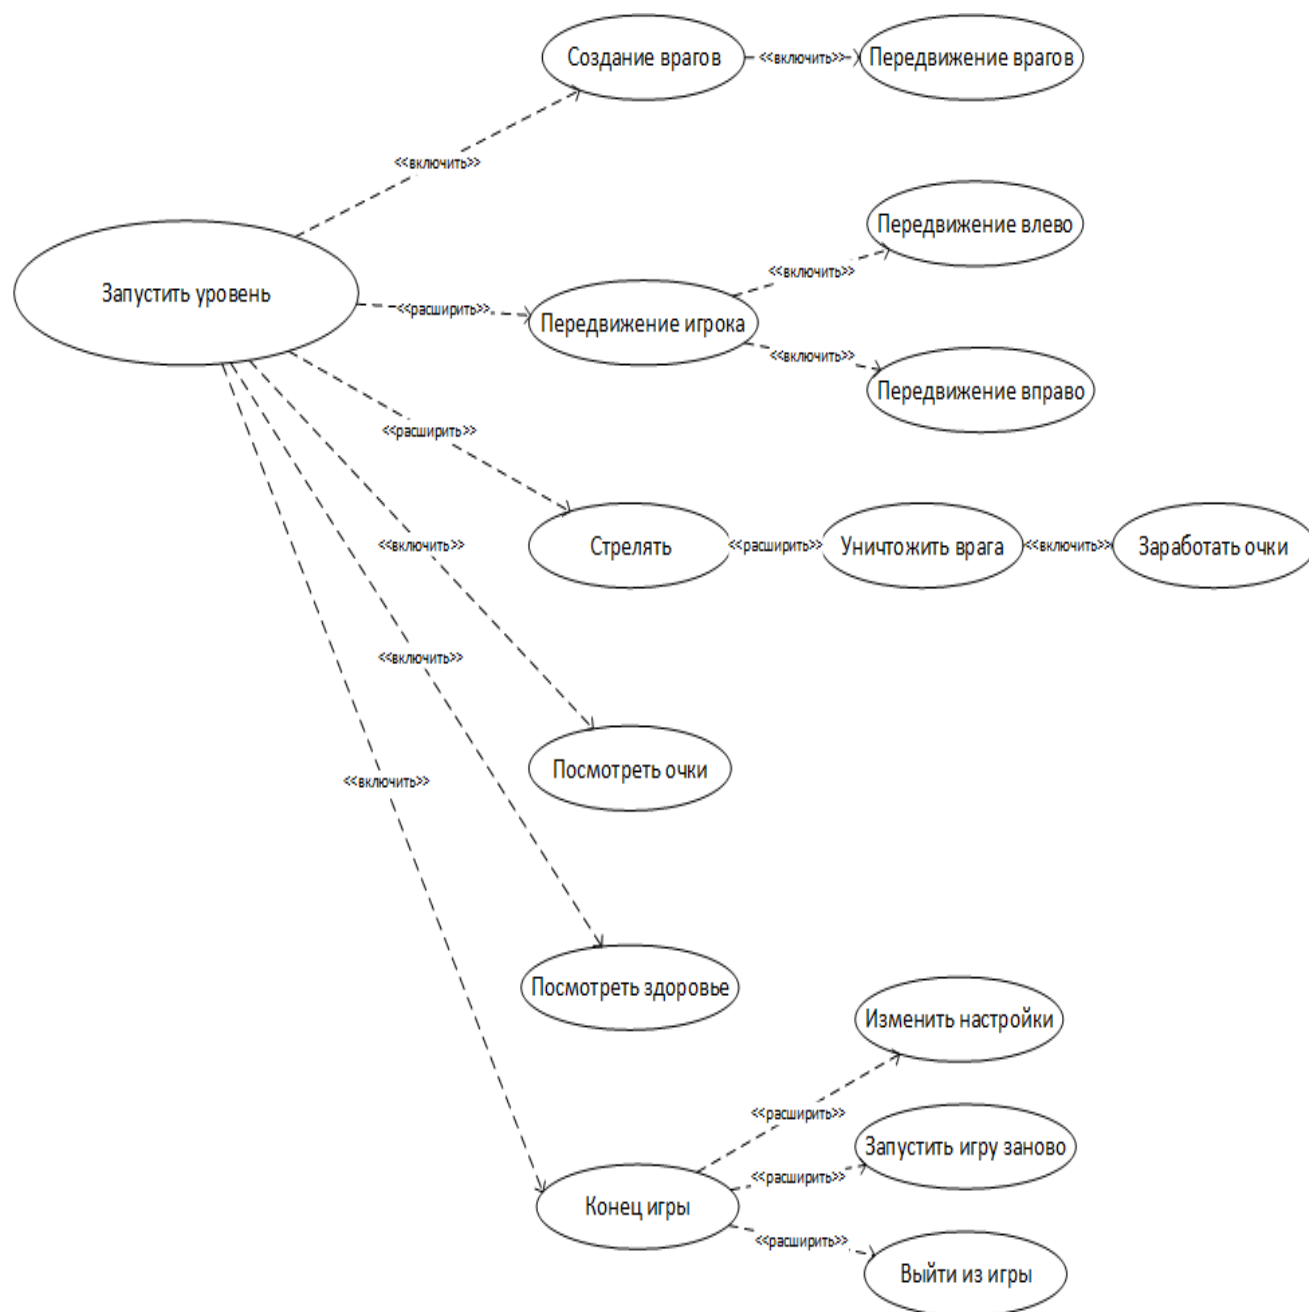 Создание врагов
<<включить>>
Передвижение врагов
<<включить>>
Передвижение влево
<<включить>>
Запустить уровень
<<расширить>>
Передвижение игрока
<<включить>>
Передвижение вправо
<<расширить>>
Стрелять
<<расширить>>
Уничтожить врага
<<включить>>
Заработать очки
<<включить>>
<<включить>>
Посмотреть очки
<<включить>>
Посмотреть здоровье
Изменить настройки
<<расширить>>
Запустить игру заново
<<расширить>>
Конец игры
<<расширить>>
Выйти из игры